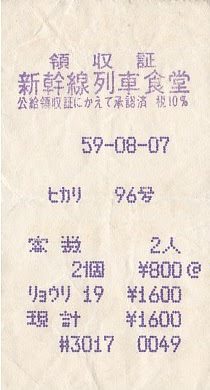 領収証
新幹線列車食堂
公給領収証にかえて承認済 税10%
59-08-07
ヒカリ 96号
客数 2人
2個 ¥800@
リョウリ 19 ¥1600
現計 ¥1600
#3017 0049